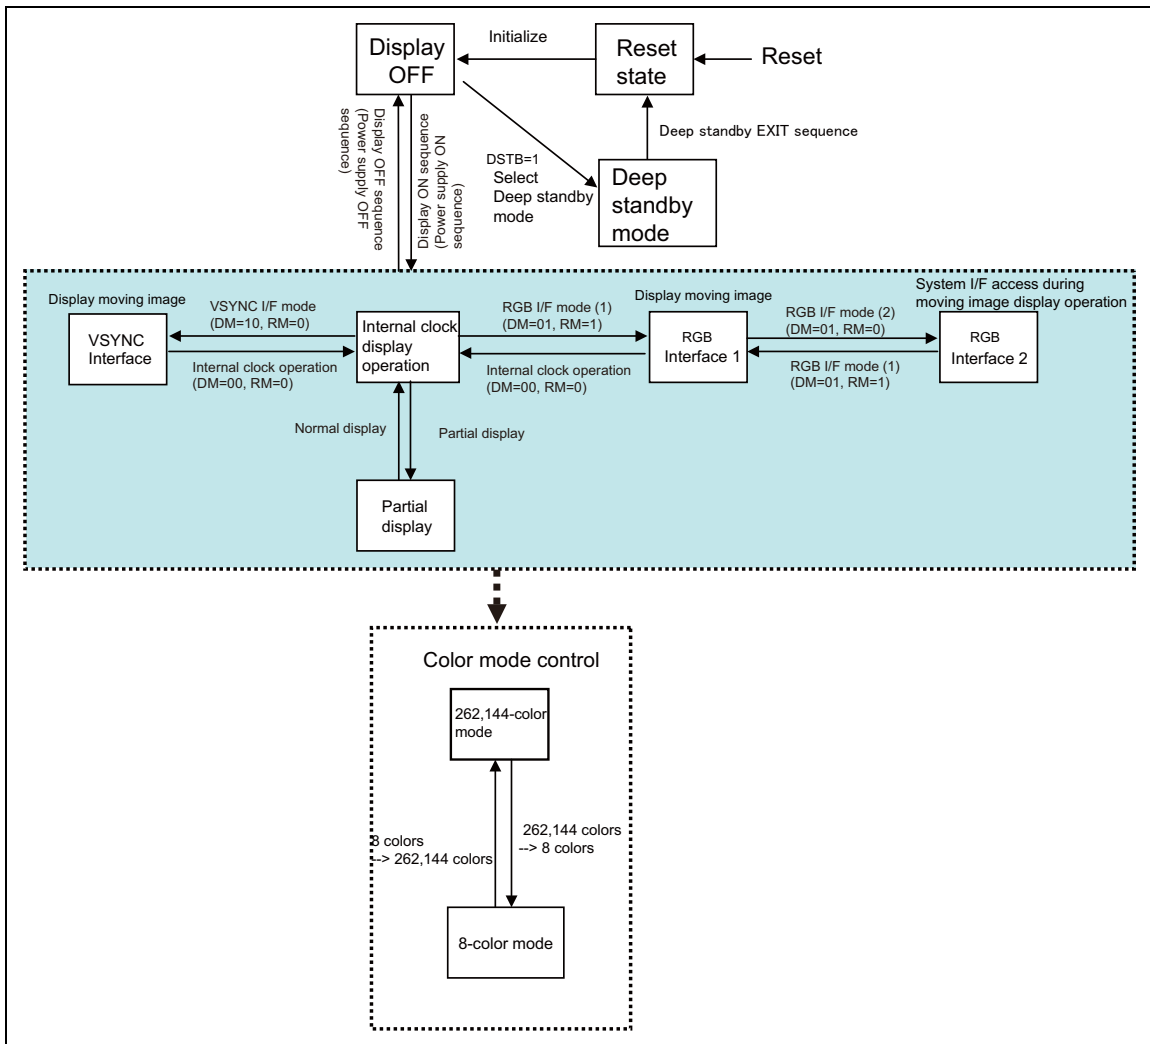 Display
OFF
Initialize
Reset
state
Reset
Deep standby EXIT sequence
DSTB=1
Select
Deep standby
mode
Deep
standby
mode
Display OFF sequence
(Power supply OFF
sequence)
Display ON sequence
(Power supply ON
sequence)
Display moving image
VSYNC
Interface
VSYNC I/F mode
(DM=10, RM=0)
Internal clock operation
(DM=00, RM=0)
Internal clock
display
operation
RGB I/F mode (1)
(DM=01, RM=1)
Internal clock operation
(DM=00, RM=0)
Display moving image
RGB
Interface 1
RGB I/F mode (2)
(DM=01, RM=0)
RGB I/F mode (1)
(DM=01, RM=1)
System I/F access during
moving image display operation
RGB
Interface 2
Normal display
Partial display
Partial
display
Color mode control
262,144-color
mode
8 colors
--> 262,144 colors
262,144 colors
--> 8 colors
8-color mode